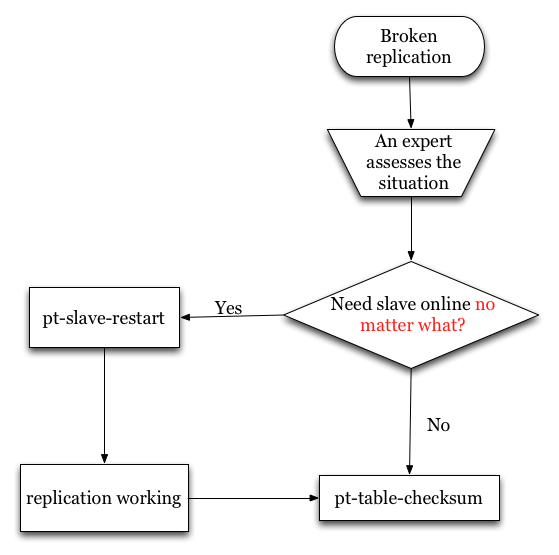 Broken
replication
An expert
assesses the
situation
Need slave online no
matter what?
Yes
pt-slave-restart
No
replication working
pt-table-checksum